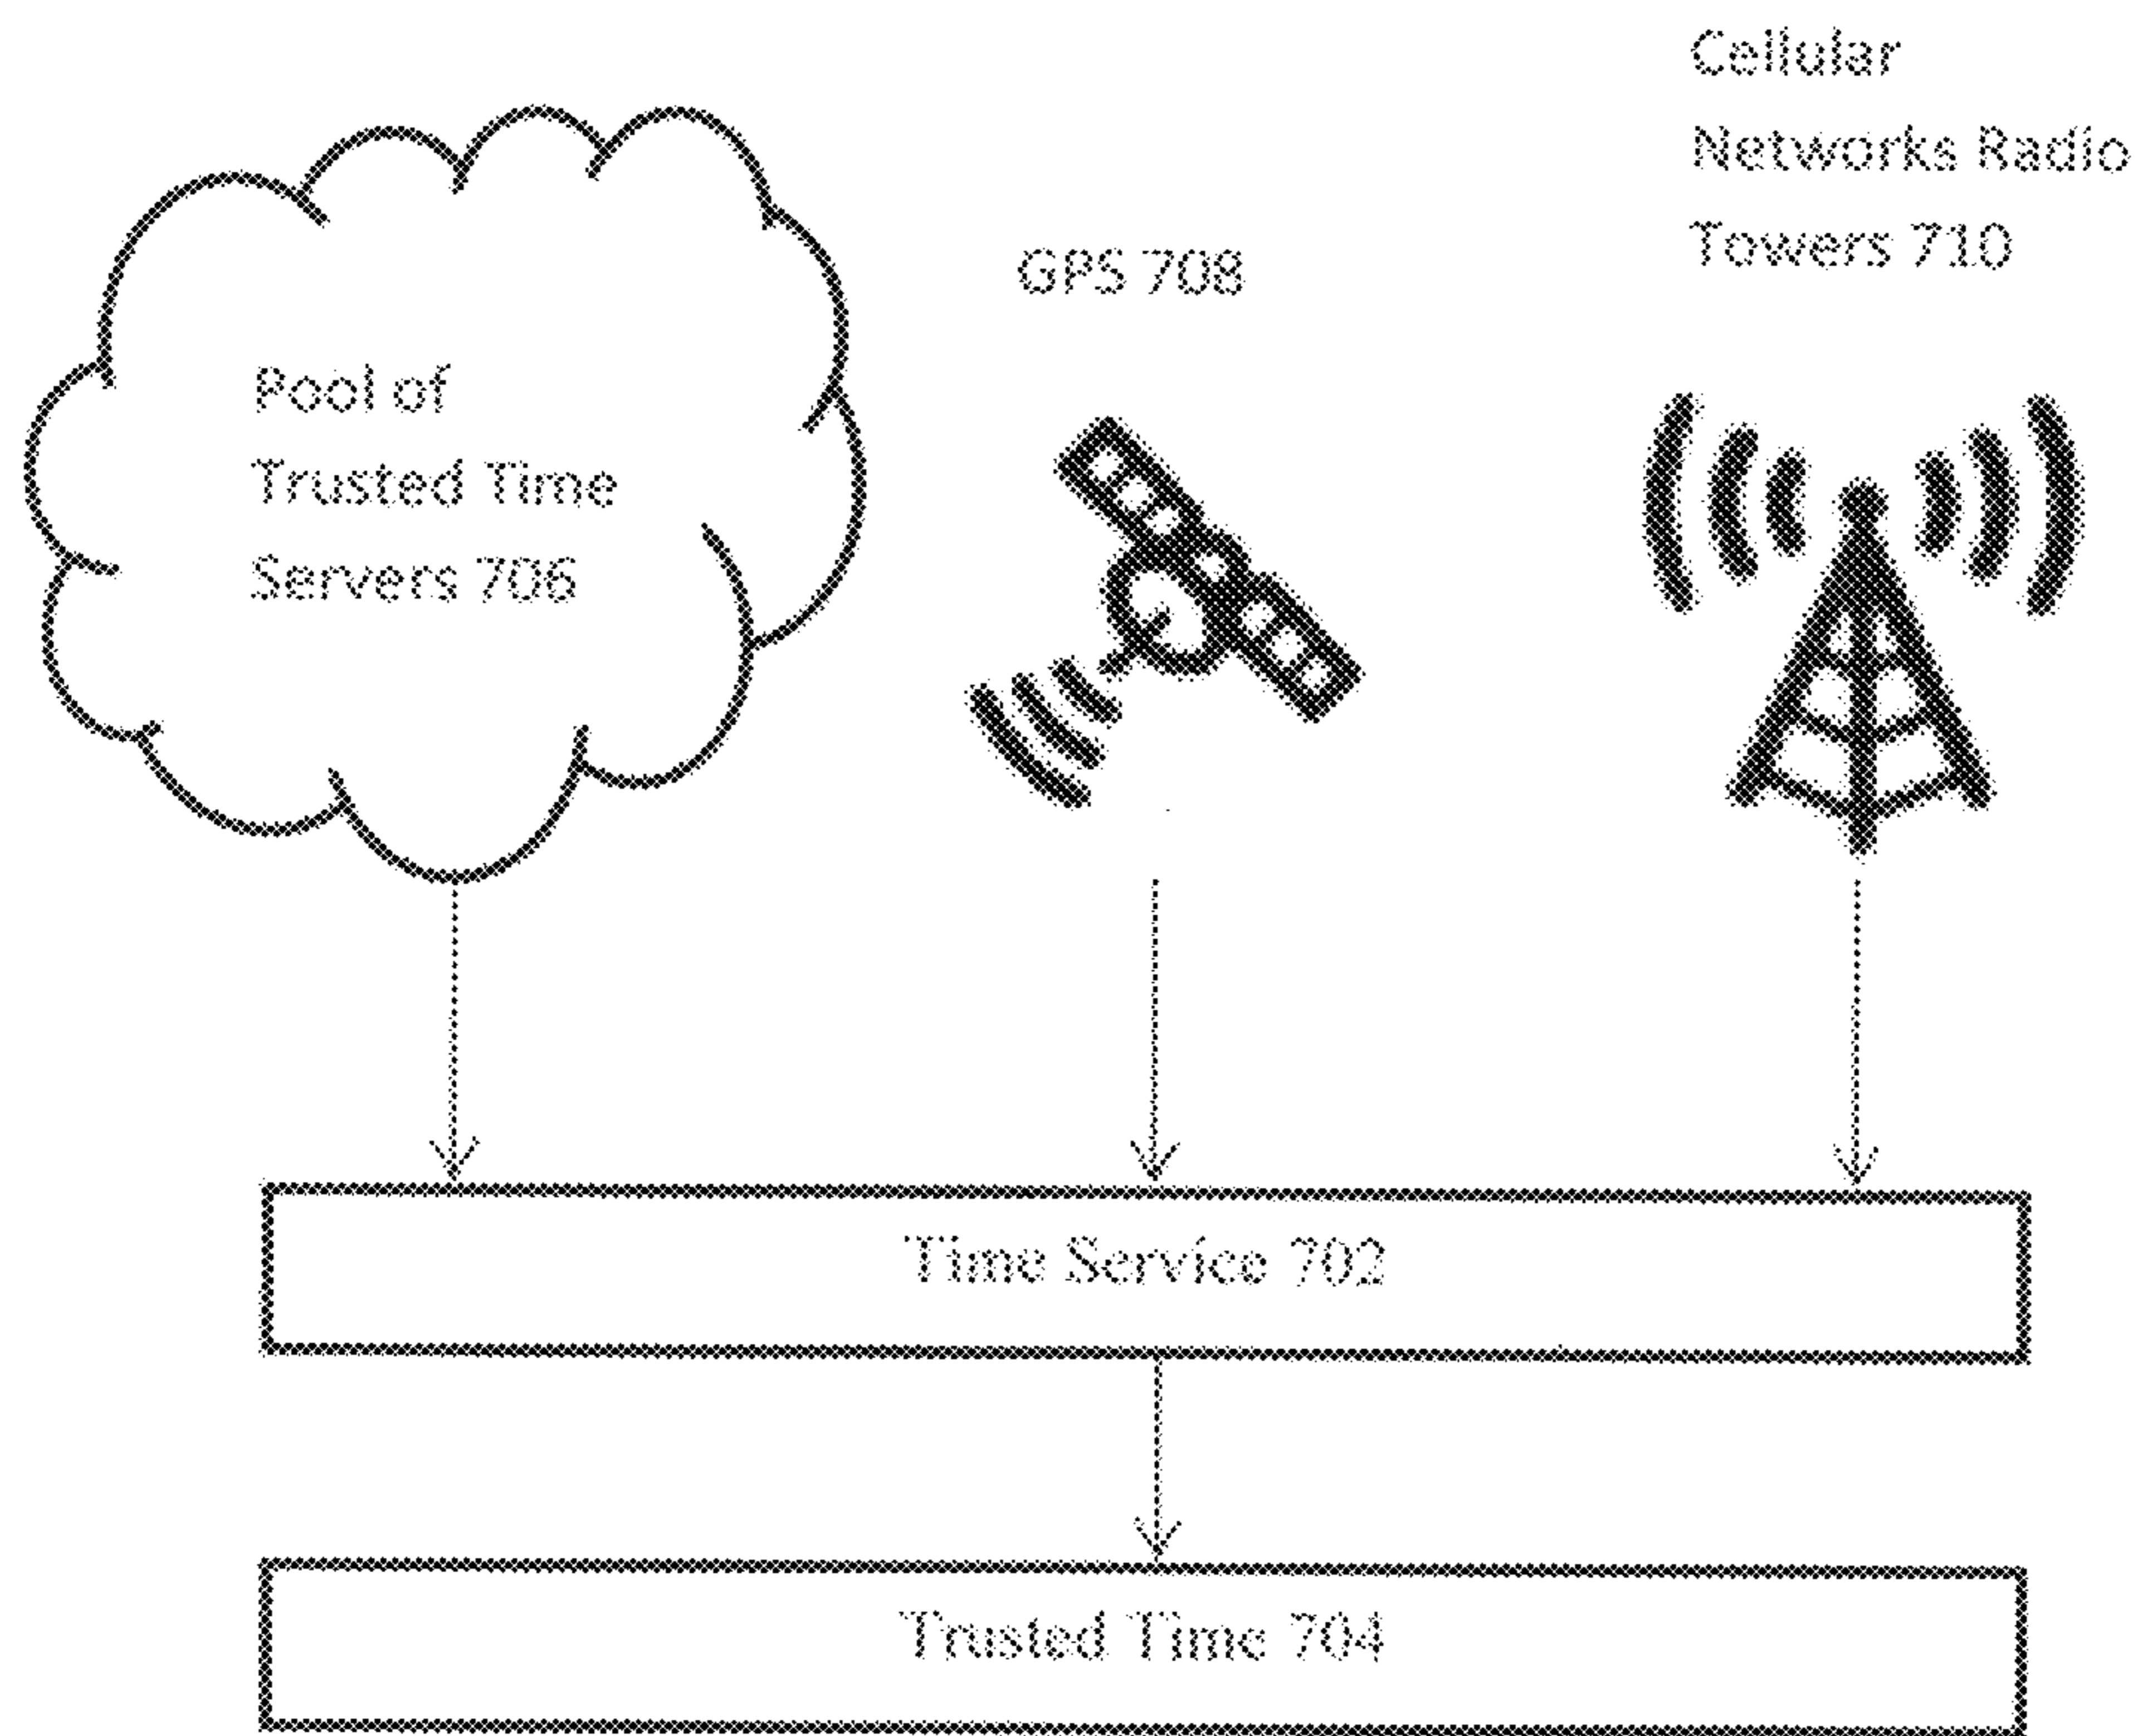 Pool of
Trusted Time
Servers 706
GPS 708
Cellular
Networks Radio
Towers 710
Time Service 702
Trusted Time 704